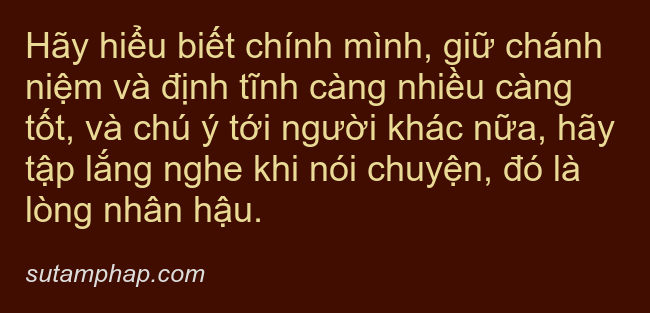 Hãy hiểu biết chính mình, giữ chánh
niệm và định tĩnh càng nhiều càng
tốt, và chú ý tới người khác nữa, hãy
tập lắng nghe khi nói chuyện, đó là
lòng nhân hậu.
sutamphap.com